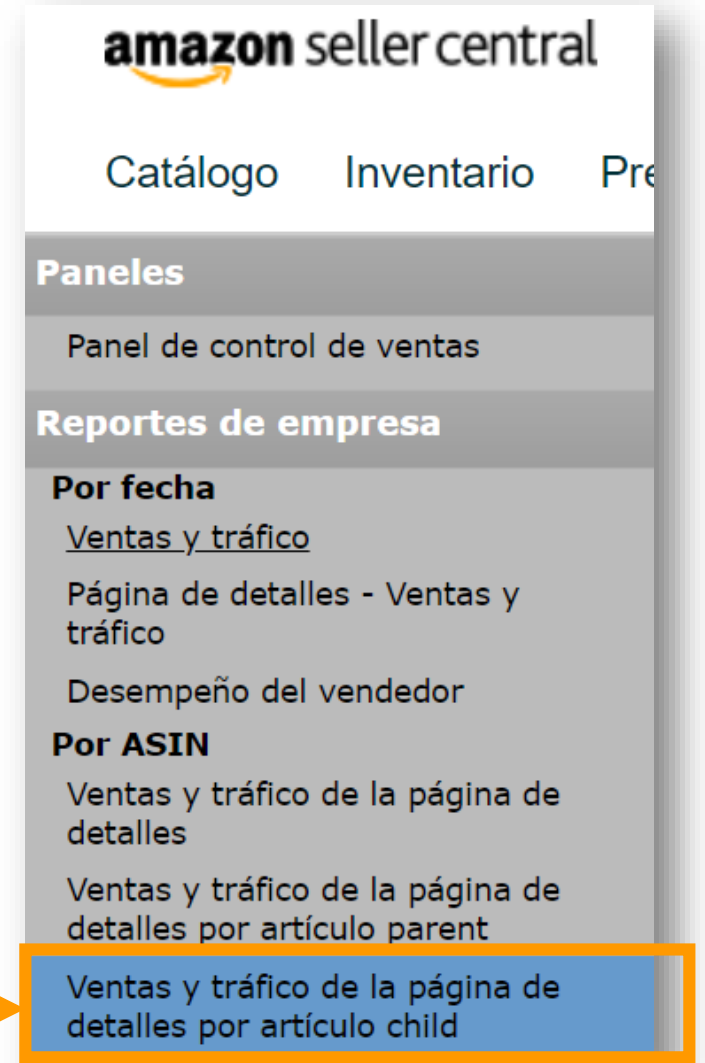 amazon seller central
Catálogo Inventario
Paneles
Panel de control de ventas
Reportes de empresa
Por fecha
Ventas y tráfico
Página de detalles - Ventas y
tráfico
Desempeño del vendedor
Por ASIN
Ventas y tráfico de la página de
detalles
Ventas y tráfico de la página de
detalles por artículo parent
Ventas y tráfico de la página de
detalles por artículo child